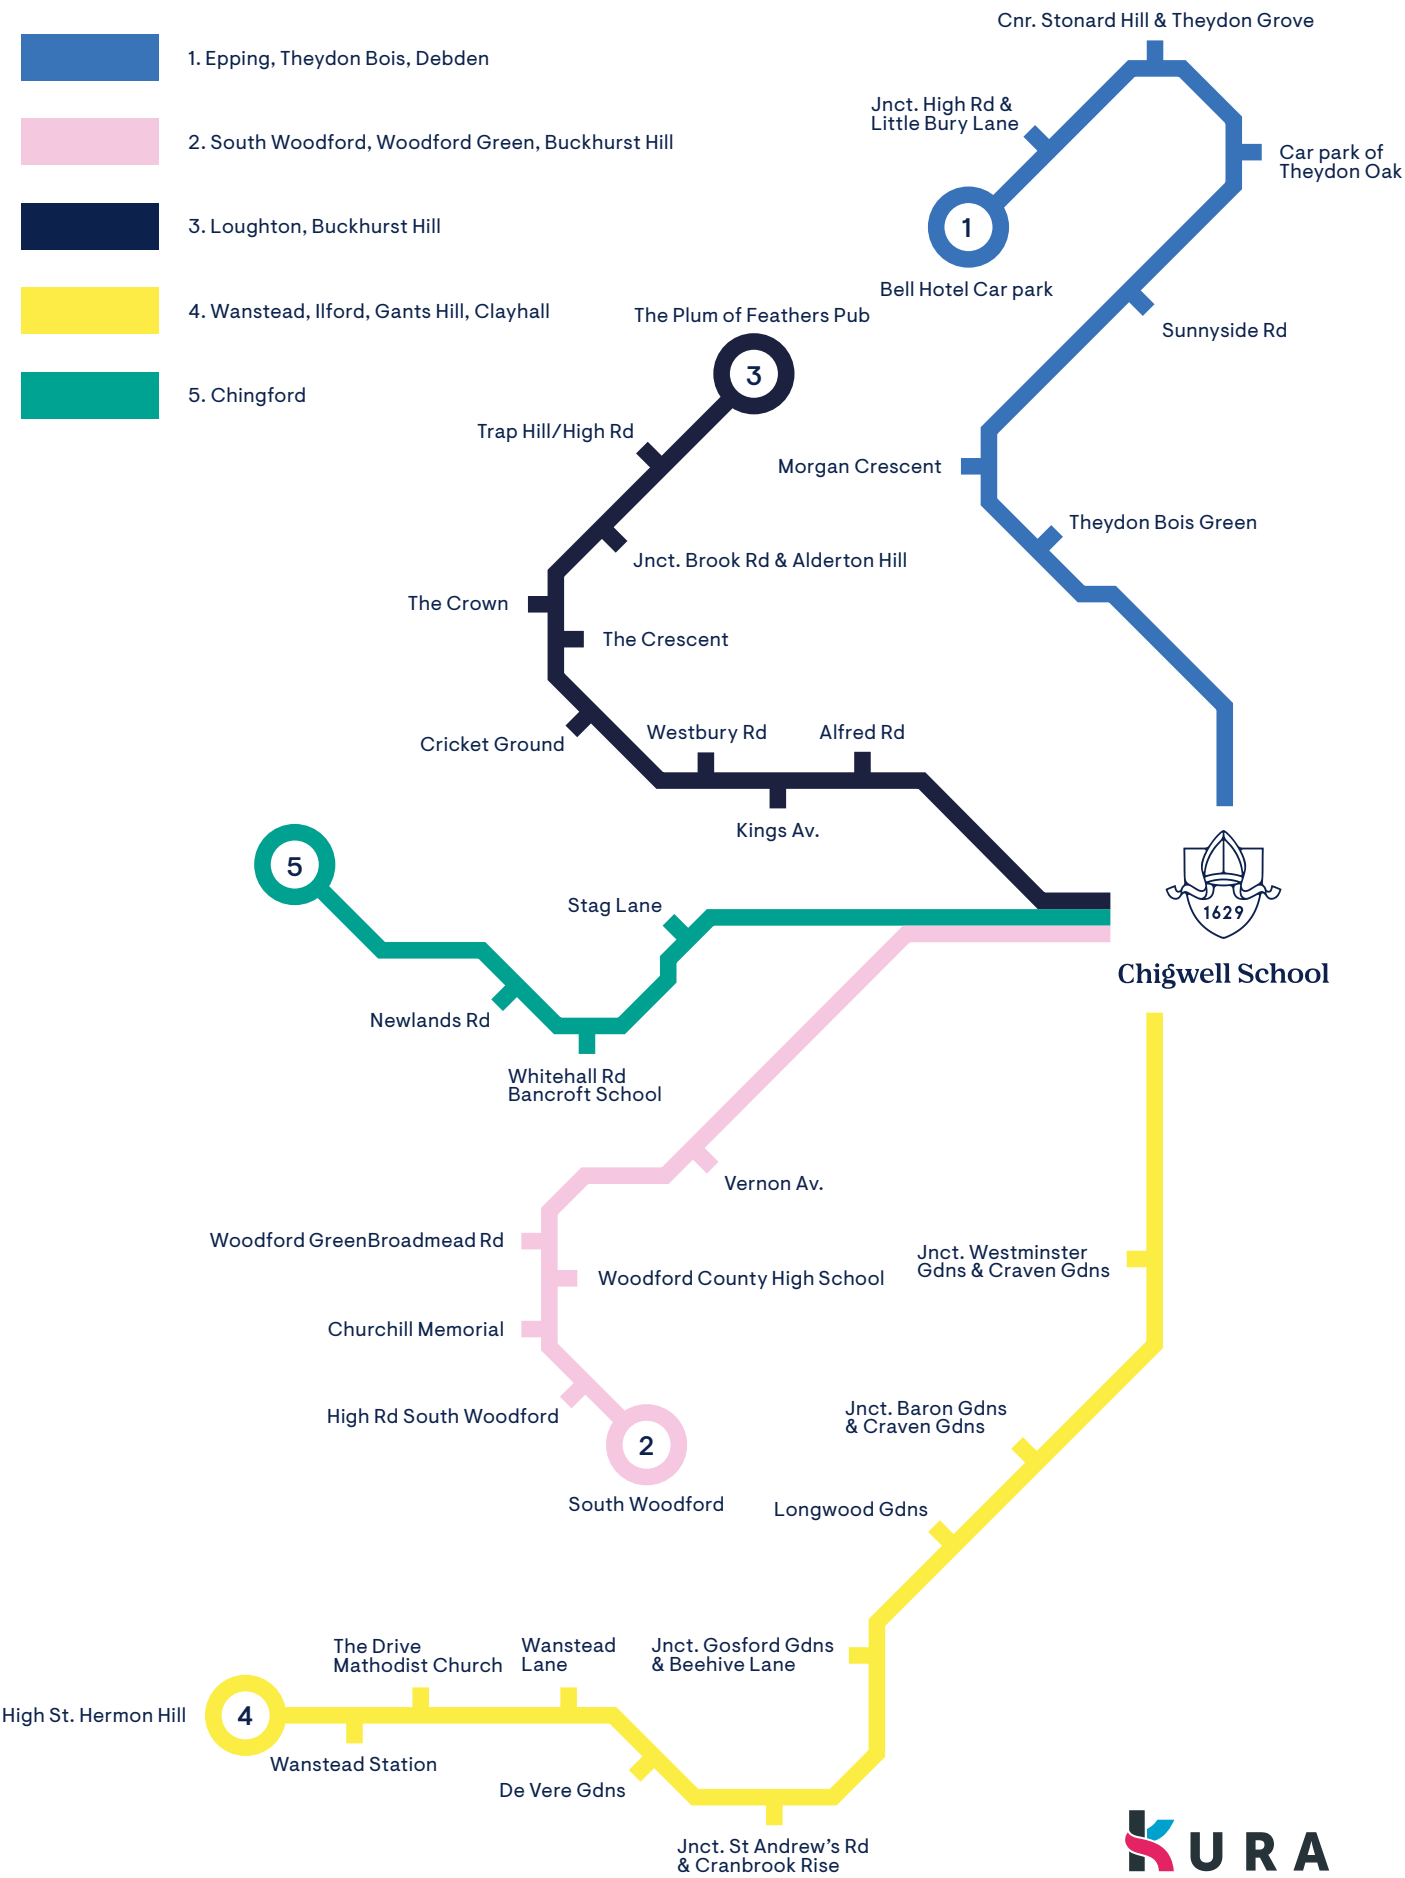 Cnr. Stonard Hill & Theydon Grove
1. Epping, Theydon Bois, Debden
Jnct. High Rd &
Little Bury Lane
2. South Woodford, Woodford Green, Buckhurst Hill
Car park of
Theydon Oak
3. Loughton, Buckhurst Hill
1
Bell Hotel Car park
4. Wanstead, Ilford, Gants Hill, Clayhall
The Plum of Feathers Pub
Sunnyside Rd
3
5. Chingford
Trap Hill/High Rd
Morgan Crescent
Theydon Bois Green
Jnct. Brook Rd & Alderton Hill
The Crown
The Crescent
Cricket Ground
Westbury Rd
Alfred Rd
Kings Av.
5
Stag Lane
1629
Chigwell School
Newlands Rd
Whitehall Rd
Bancroft School
Vernon Av.
Woodford GreenBroadmead Rd
Woodford County High School
Jnct. Westminster
Gdns & Craven Gdns
Churchill Memorial
High Rd South Woodford
Jnct. Baron Gdns
& Craven Gdns
2
South Woodford
Longwood Gdns
The Drive
Mathodist Church
Wanstead
Lane
Jnct. Gosford Gdns
& Beehive Lane
High St. Hermon Hill
4
Wanstead Station
De Vere Gdns
Jnct. St Andrew's Rd
& Cranbrook Rise
KURA